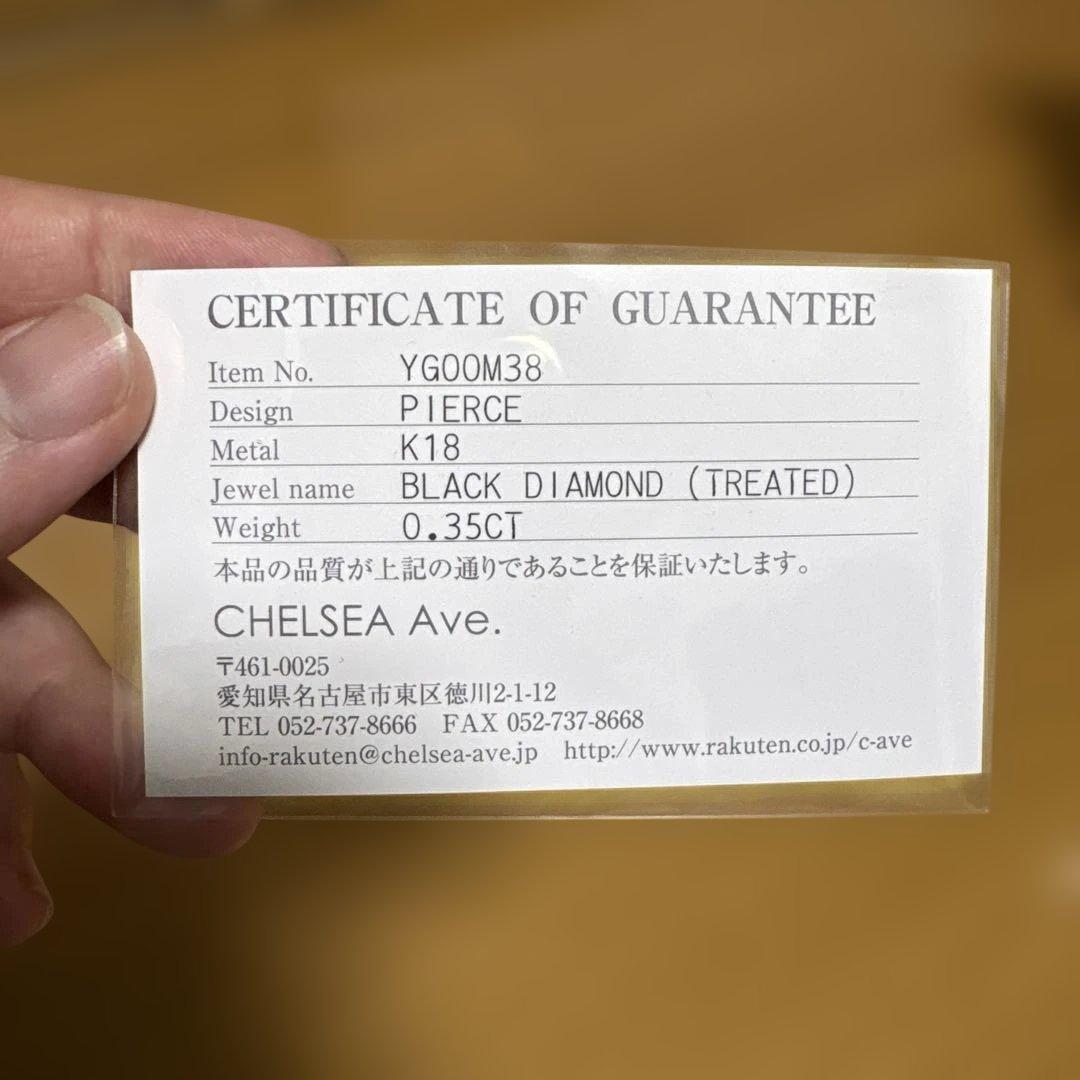 CERTIFICATE OF GUARANTEE
Item No. YG00M38
Design PIERCE
Metal K18
Jewel name BLACK DIAMOND (TREATED)
Weight 0.35CT
本品の品質が上記の通りであることを保証いたします。
CHELSEA Ave.
〒461-0025
愛知県名古屋市東区徳川2-1-12
TEL 052-737-8666 FAX 052-737-8668
info-rakuten@chelsea-ave.jp http://www.rakuten.co.jp/c-ave